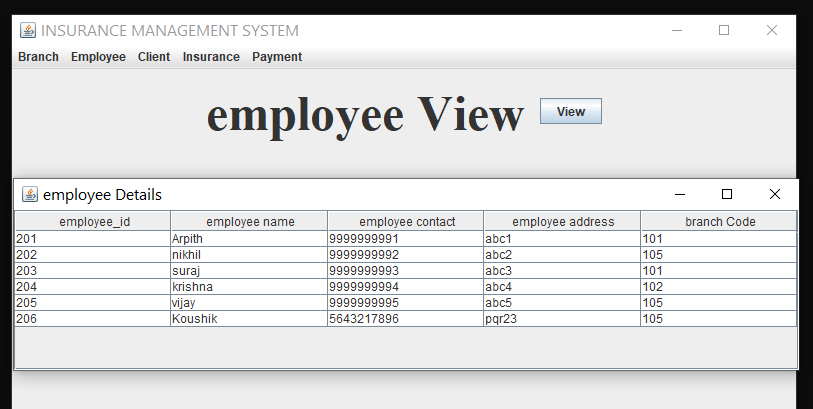 INSURANCE MANAGEMENT SYSTEM
Branch Employee Client Insurance Payment
employee View View
employee Details
employee_id employee name employee contact employee address branch Code
201 Arpith 9999999991 abc1 101
202 nikhil 9999999992 abc2 105
203 suraj 9999999993 abc3 101
204 krishna 9999999994 abc4 102
205 vijay 9999999995 abc5 105
206 Koushik 5643217896 pqr23 105